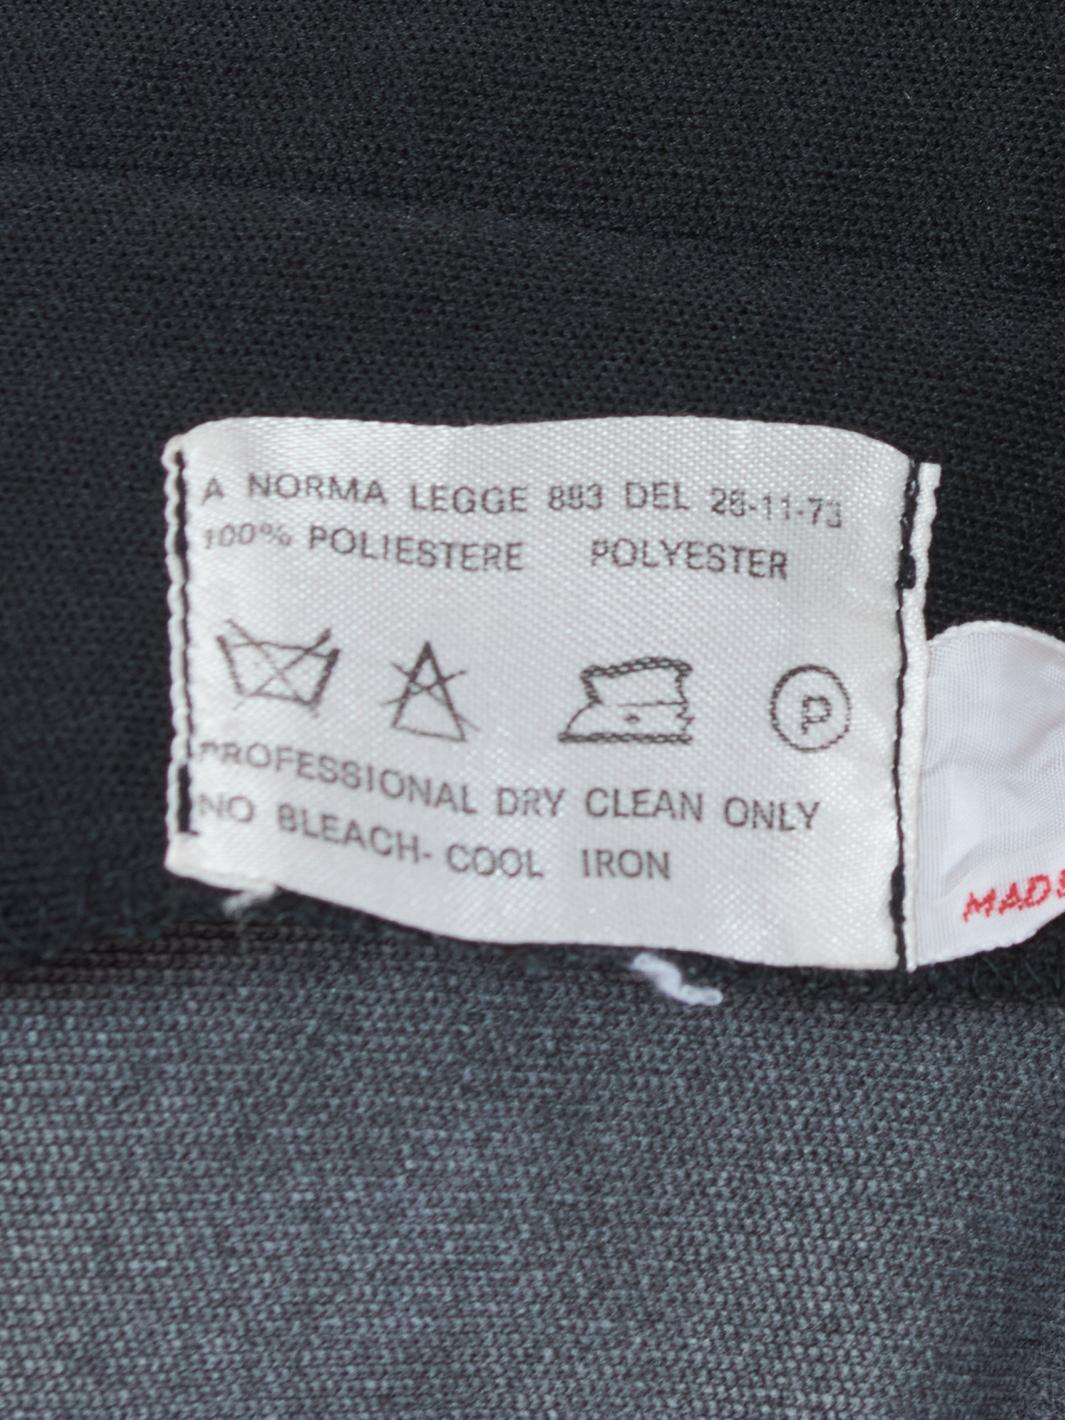 A NORMA LEGGE 883 DEL 26-11-73
100% POLIESTERE POLYESTER
P
PROFESSIONAL DRY CLEAN ONLY
NO BLEACH- COOL IRON